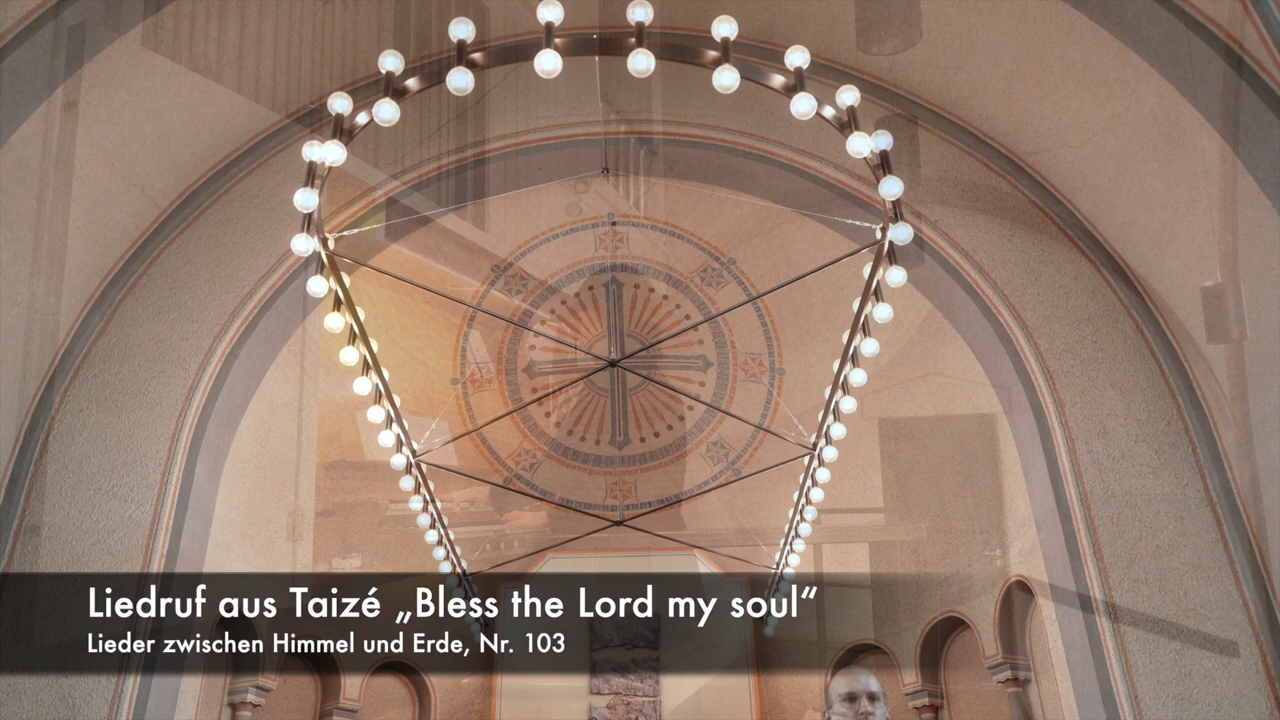 Liedruf aus Taizé „Bless the Lord my soul“
Lieder zwischen Himmel und Erde, Nr. 103